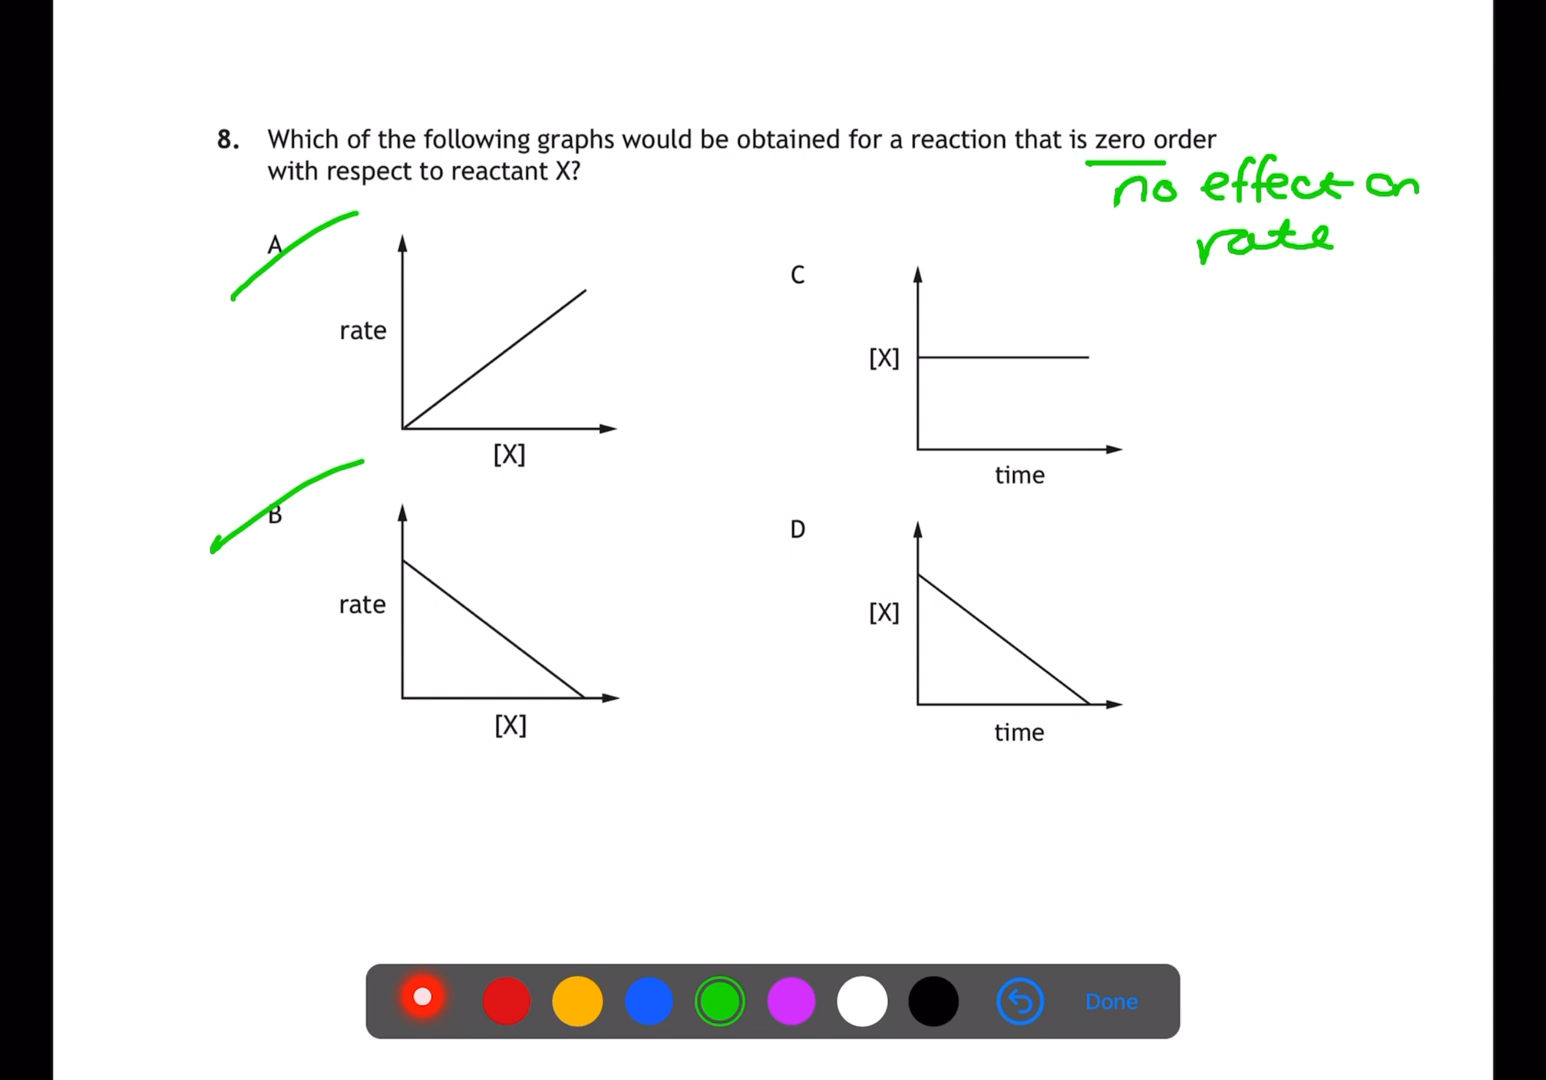 8. Which of the following graphs would be obtained for a reaction that is zero order
with respect to reactant X?
no effect on
rate
A
rate
[X]
B
rate
[X]
C
[X]
time
D
[X]
time
Done